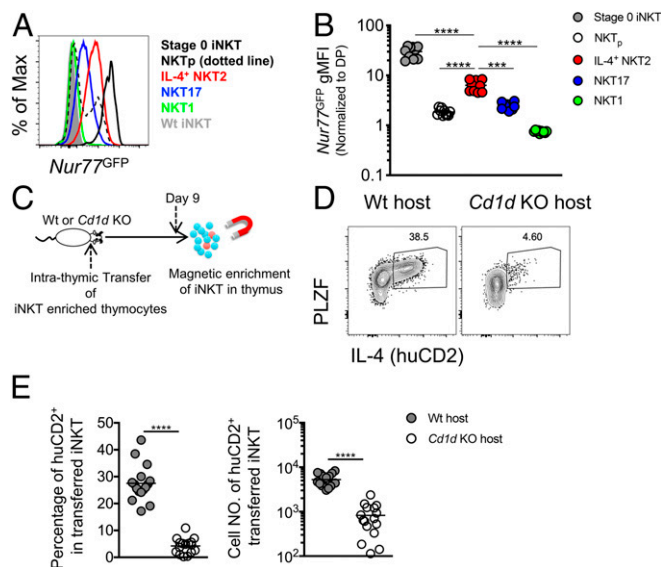 A
% of Max
Nur77GFP
Stage 0 iNKT
NKTp (dotted line)
IL-4+ NKT2
NKT17
NKT1
Wt iNKT
B
Nur77GFP gMFI
(Normalized to DP)
100
10
1
0.1
****
****
****
***
Stage 0 iNKT
NKTp
IL-4+ NKT2
NKT17
NKT1
C
Wt or Cd1d KO
Day 9
Intra-thymic Transfer
of
iNKT enriched thymocytes
Magnetic enrichment
of iNKT in thymus
D
Wt host
Cd1d KO host
38.5
4.60
PLZF
IL-4 (huCD2)
E
Percentage of huCD2+
in transferred iNKT
50
40
30
20
10
0
****
Cell NO. of huCD2+
transferred iNKT
10^5
10^4
10^3
10^2
****
Wt host
Cd1d KO host